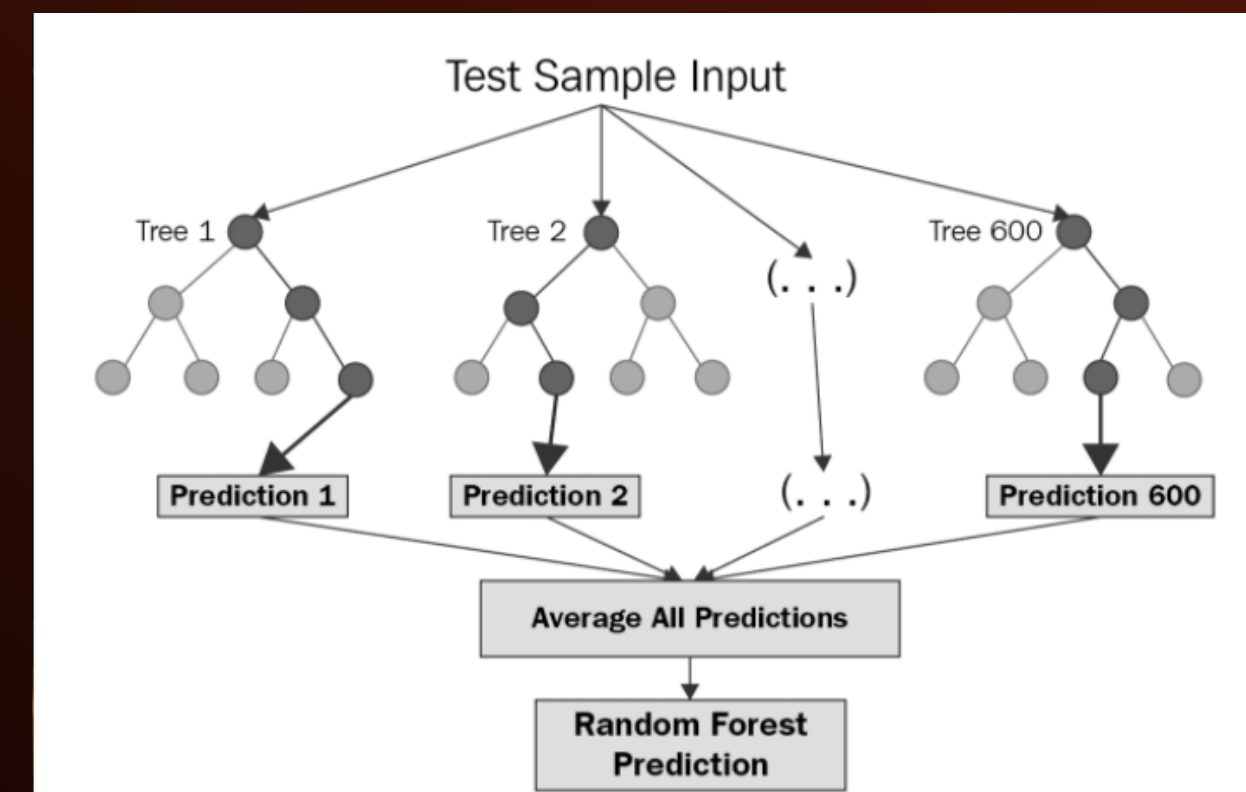 Test Sample Input
Tree 1
Tree 2
Tree 600
(. . .)
Prediction 1
Prediction 2
(. . .)
Prediction 600
Average All Predictions
Random Forest
Prediction